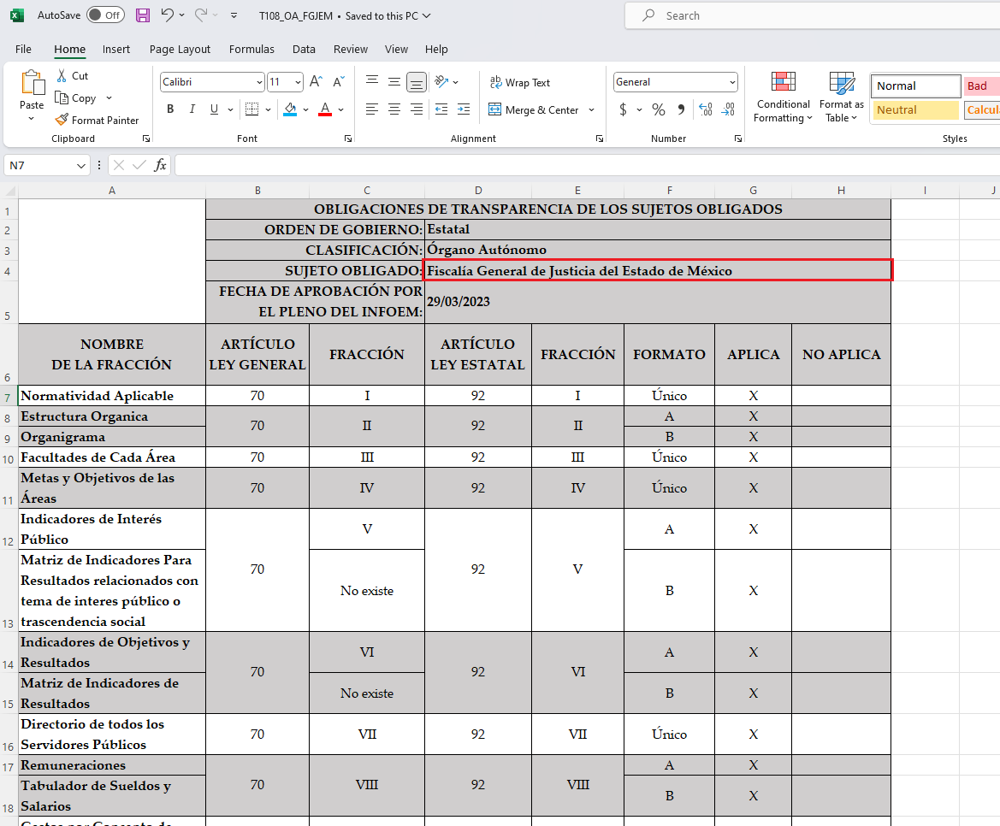 AutoSave Off T108_OA_FGJEM • Saved to this PC Search
File Home Insert Page Layout Formulas Data Review View Help
Paste Cut Copy Format Painter Clipboard
Calibri 11 A A B I U A Font
ab Wrap Text Merge & Center Alignment
General $ % , Number
Conditional Formatting Format as Table Normal Bad Neutral Styles
N7 fx
A B C D E F G H I J
1 OBLIGACIONES DE TRANSPARENCIA DE LOS SUJETOS OBLIGADOS
2 ORDEN DE GOBIERNO: Estatal
3 CLASIFICACIÓN: Órgano Autónomo
4 SUJETO OBLIGADO: Fiscalía General de Justicia del Estado de México
FECHA DE APROBACIÓN POR
EL PLENO DEL INFOEM: 29/03/2023
5
NOMBRE DE LA FRACCIÓN ARTÍCULO LEY GENERAL FRACCIÓN ARTÍCULO LEY ESTATAL FRACCIÓN FORMATO APLICA NO APLICA
6
7 Normatividad Aplicable 70 I 92 I Único X
8 Estructura Organica 70 II 92 II A X
9 Organigrama B X
10 Facultades de Cada Área 70 III 92 III Único X
Metas y Objetivos de las
11 Áreas 70 IV 92 IV Único X
Indicadores de Interés
12 Público 70 V 92 V A X
Matriz de Indicadores Para
Resultados relacionados con
tema de interes público o
13 trascendencia social No existe B X
Indicadores de Objetivos y
14 Resultados 70 VI 92 VI A X
Matriz de Indicadores de
15 Resultados No existe B X
Directorio de todos los
16 Servidores Públicos 70 VII 92 VII Único X
17 Remuneraciones 70 VIII 92 VIII A X
Tabulador de Sueldos y
18 Salarios B X